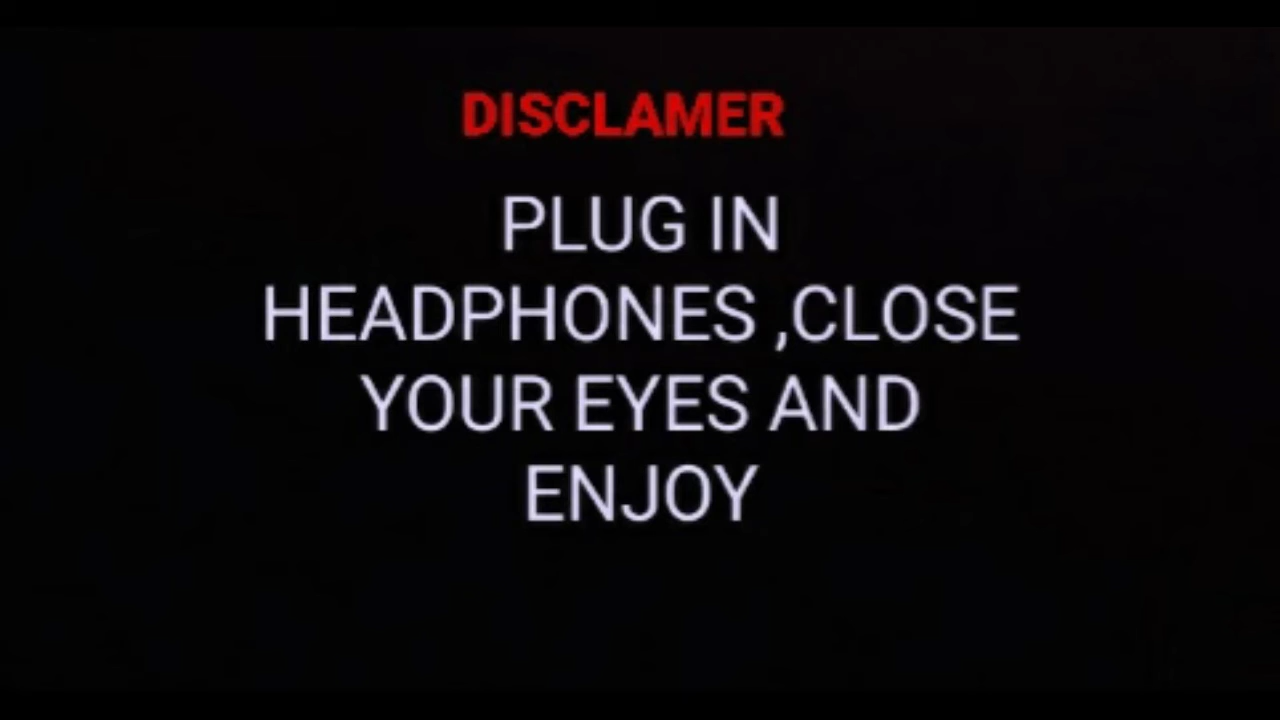 DISCLAMER
PLUG IN
HEADPHONES ,CLOSE
YOUR EYES AND
ENJOY